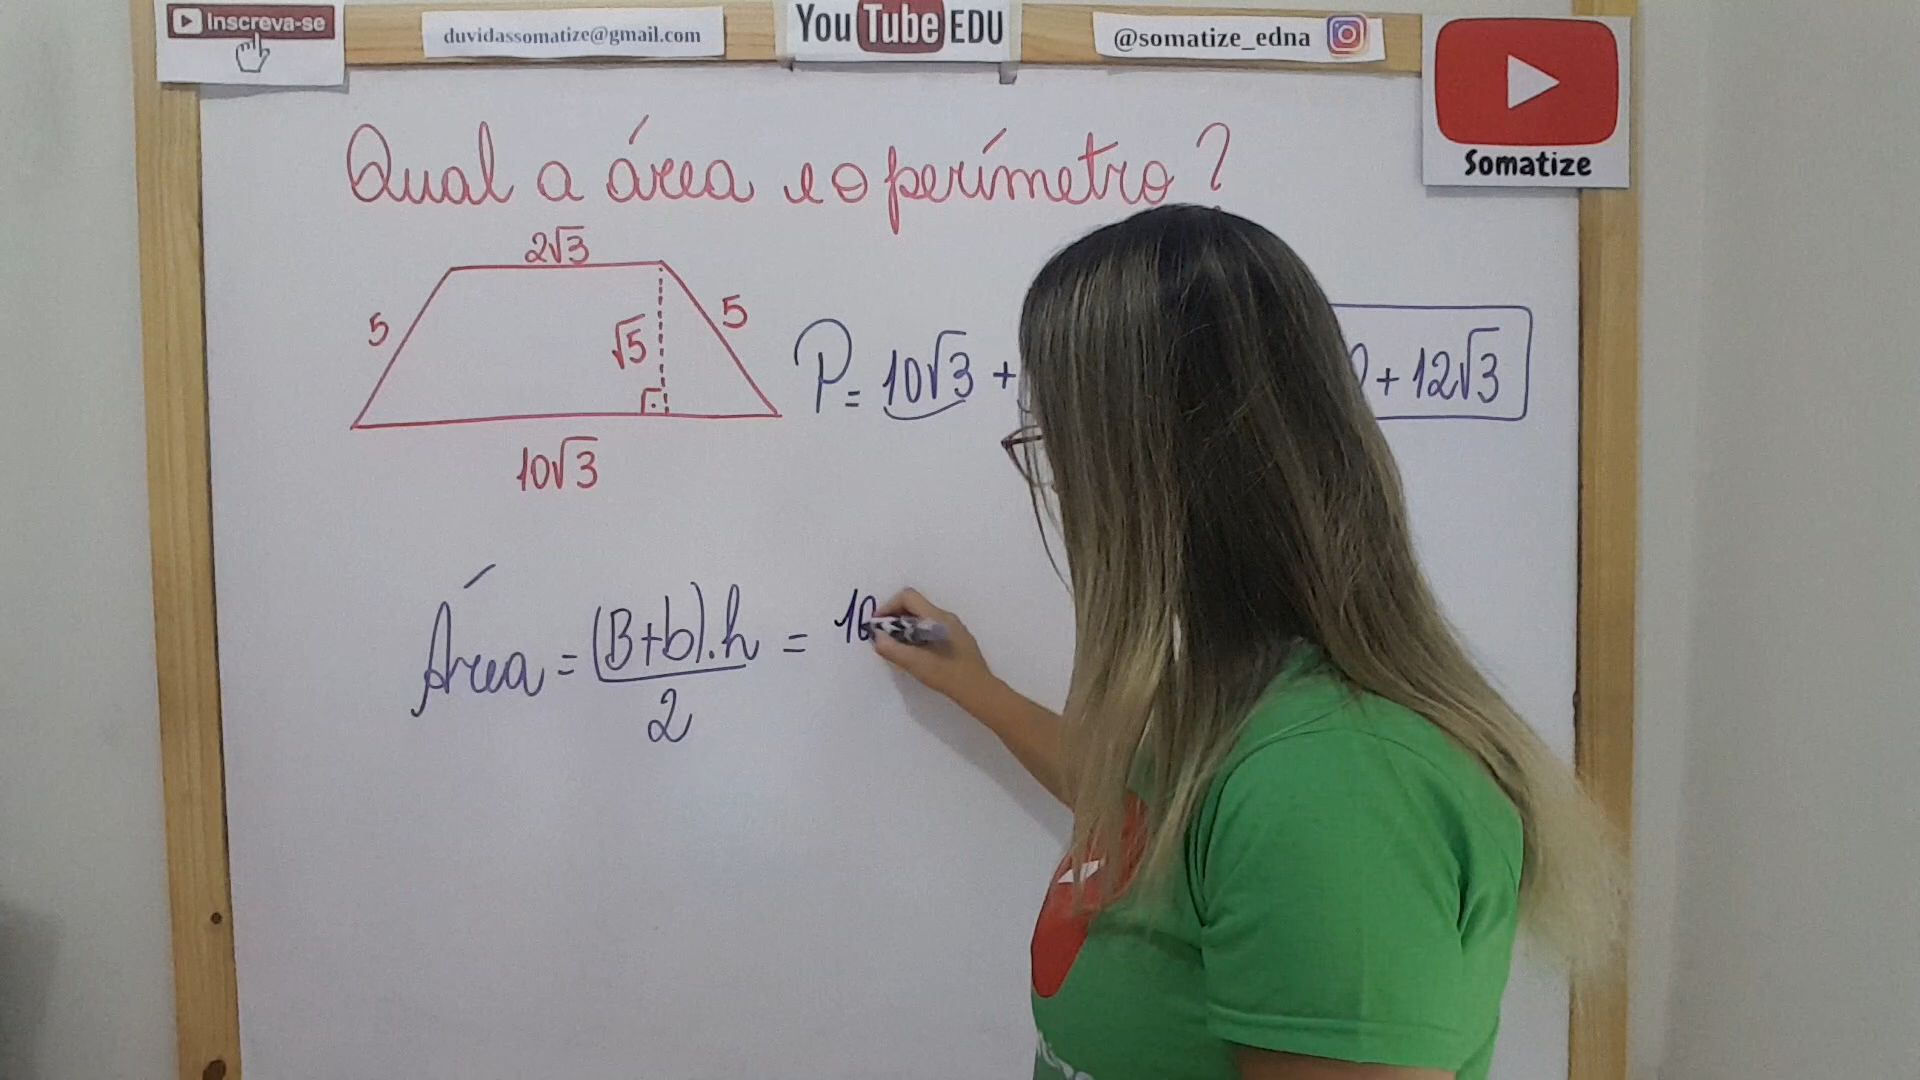 Inscreva-se
duvidassomatize@gmail.com
YouTube EDU
@somatize_edna
Somatize
Qual a área e o perímetro?
2√3
5
5
√5
10√3
P = 10√3 +
+ 12√3
Área = (B+b).h / 2 =